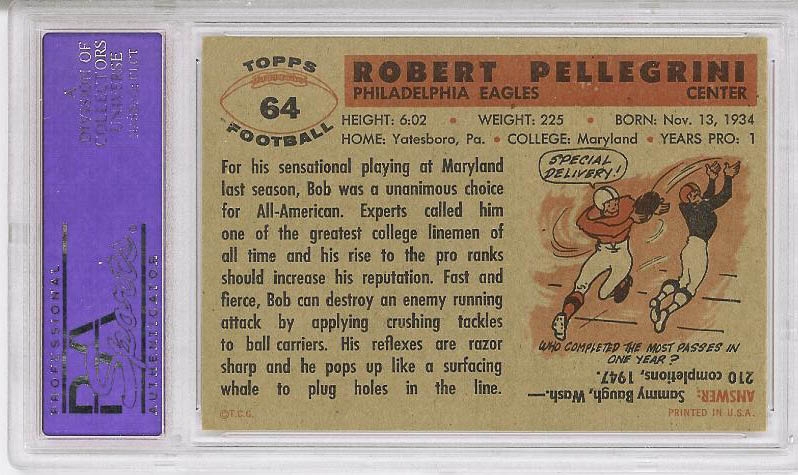 TOPPS
64
FOOTBALL
ROBERT PELLEGRINI
PHILADELPHIA EAGLES CENTER
HEIGHT: 6:02 • WEIGHT: 225 • BORN: Nov. 13, 1934
HOME: Yatesboro, Pa. • COLLEGE: Maryland • YEARS PRO: 1
For his sensational playing at Maryland
last season, Bob was a unanimous choice
for All-American. Experts called him
one of the greatest college linemen of
all time and his rise to the pro ranks
should increase his reputation. Fast and
fierce, Bob can destroy an enemy running
attack by applying crushing tackles
to ball carriers. His reflexes are razor
sharp and he pops up like a surfacing
whale to plug holes in the line.
©T.C.G.
SPECIAL
DELIVERY!
WHO COMPLETED THE MOST PASSES IN
ONE YEAR?
ANSWER: Sammy Baugh, Wash.—
210 completions, 1947.
PRINTED IN U.S.A.
A
DIVISION OF
COLLECTORS
UNIVERSE
PROFESSIONAL
PSA
Sports
AUTHENTICATOR